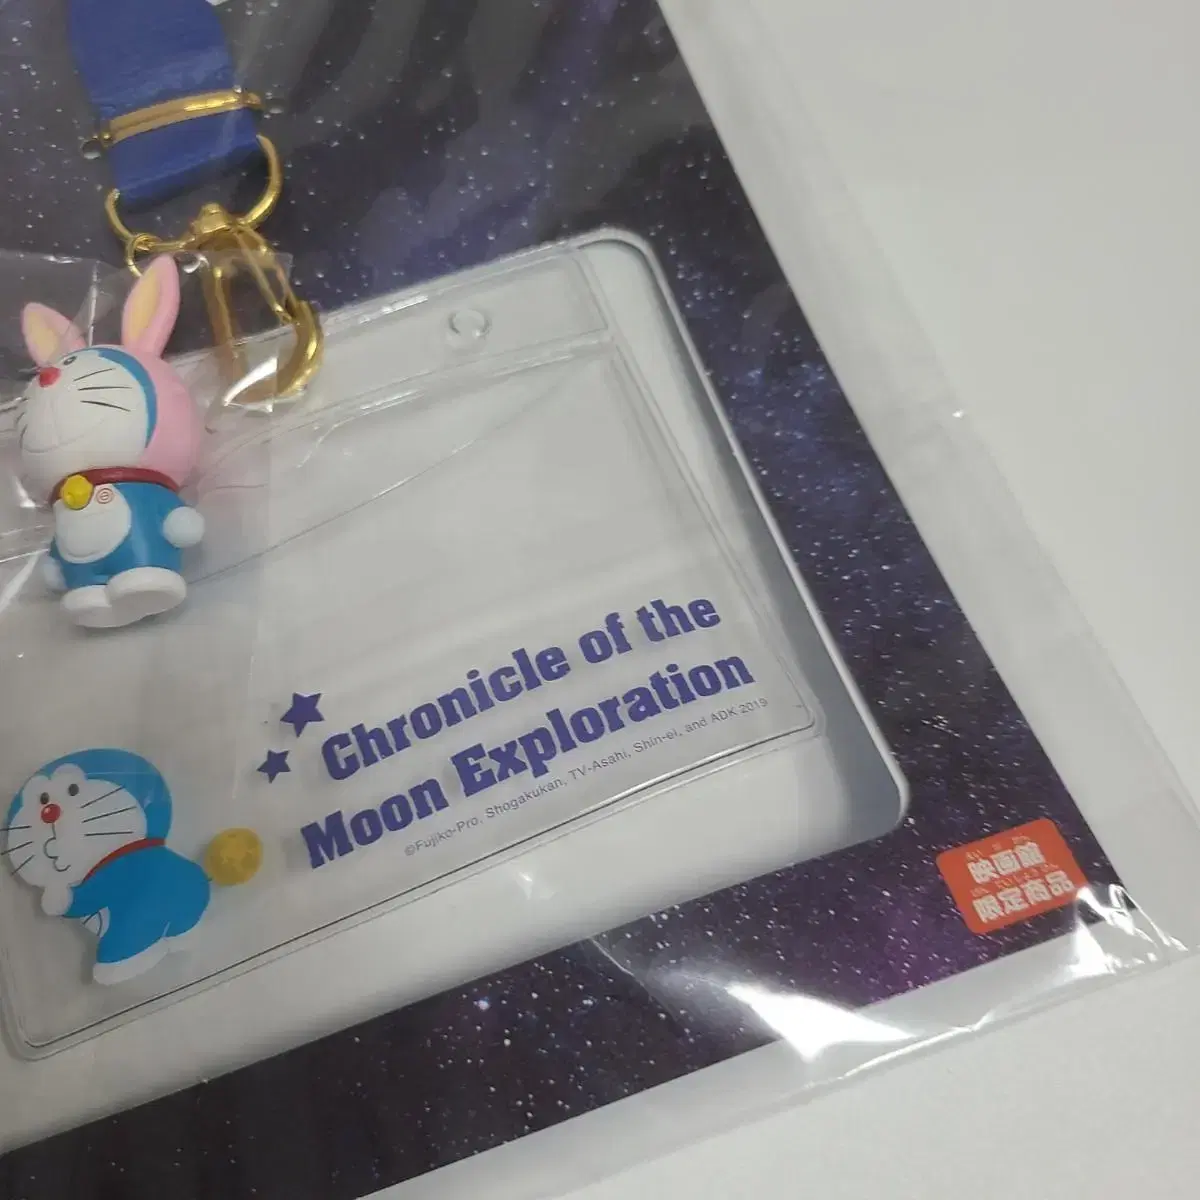 Chronicle of the
Moon Exploration
©Fujiko-Pro, Shogakukan, TV-Asahi, Shin-ei, and ADK 2019
映画館
限定商品